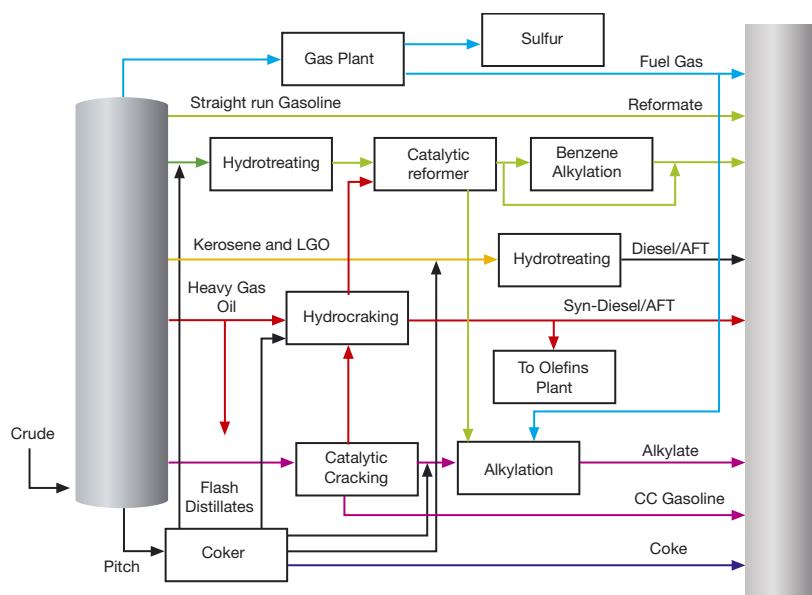 Sulfur
Gas Plant
Fuel Gas
Straight run Gasoline
Reformate
Hydrotreating
Catalytic
reformer
Benzene
Alkylation
Kerosene and LGO
Hydrotreating
Diesel/AFT
Heavy Gas
Oil
Hydrocraking
Syn-Diesel/AFT
To Olefins
Plant
Crude
Catalytic
Cracking
Alkylation
Alkylate
Flash
Distillates
CC Gasoline
Pitch
Coker
Coke